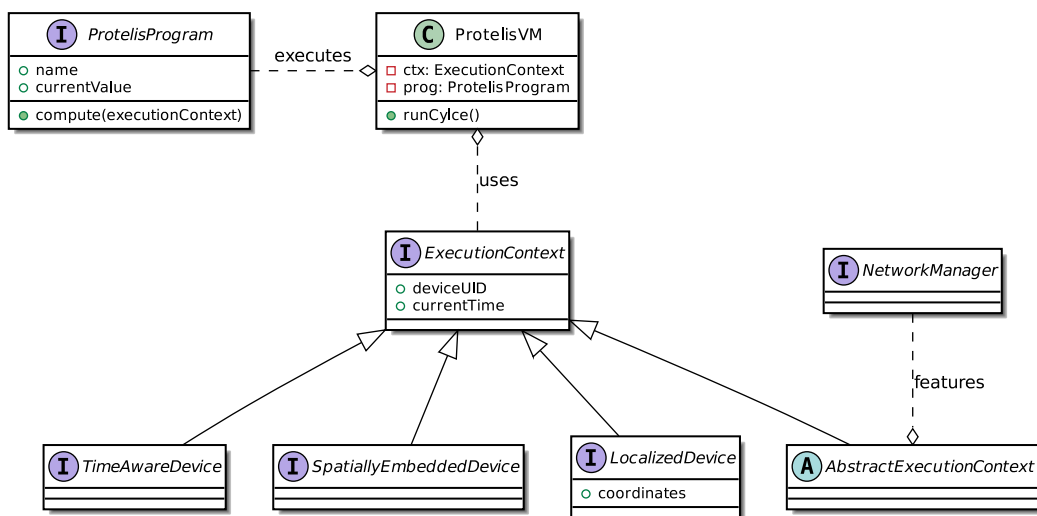 I ProtelisProgram
name
currentValue
compute(executionContext)
executes
C ProtelisVM
ctx: ExecutionContext
prog: ProtelisProgram
runCylce()
uses
I ExecutionContext
deviceUID
currentTime
I NetworkManager
features
I TimeAwareDevice
I SpatiallyEmbeddedDevice
I LocalizedDevice
coordinates
A AbstractExecutionContext